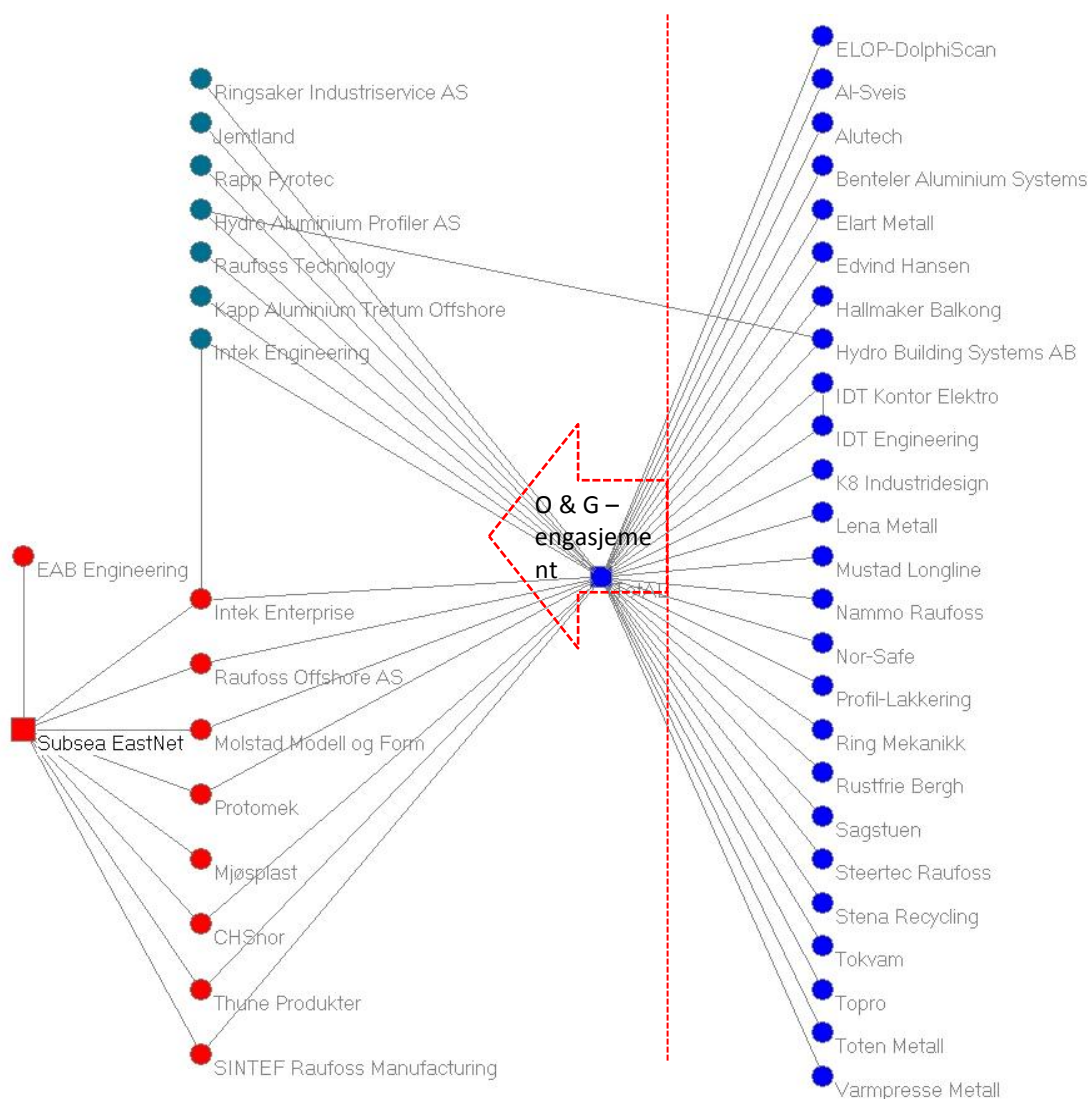 Ringsaker Industriservice AS
Jemtland
Rapp Pyrotec
Hydro Aluminium Profiler AS
Raufoss Technology
Kapp Aluminium Tretum Offshore
Intek Engineering
EAB Engineering
Subsea EastNet
Intek Enterprise
Raufoss Offshore AS
Molstad Modell og Form
Protomek
Mjøsplast
CHSnor
Thune Produkter
SINTEF Raufoss Manufacturing
O & G –
engasjeme
nt
ELOP-DolphiScan
Al-Sveis
Alutech
Benteler Aluminium Systems
Elart Metall
Edvind Hansen
Hallmaker Balkong
Hydro Building Systems AB
IDT Kontor Elektro
IDT Engineering
K8 Industridesign
Lena Metall
Mustad Longline
Nammo Raufoss
Nor-Safe
Profil-Lakkering
Ring Mekanikk
Rustfrie Bergh
Sagstuen
Steertec Raufoss
Stena Recycling
Tokvam
Topro
Toten Metall
Varmpresse Metall